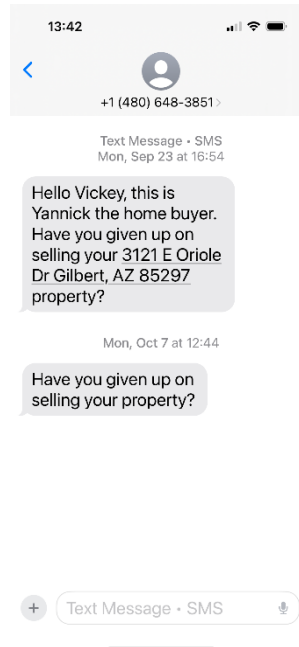 13:42
+1 (480) 648-3851
Text Message • SMS
Mon, Sep 23 at 16:54
Hello Vickey, this is
Yannick the home buyer.
Have you given up on
selling your 3121 E Oriole
Dr Gilbert, AZ 85297
property?
Mon, Oct 7 at 12:44
Have you given up on
selling your property?
Text Message • SMS